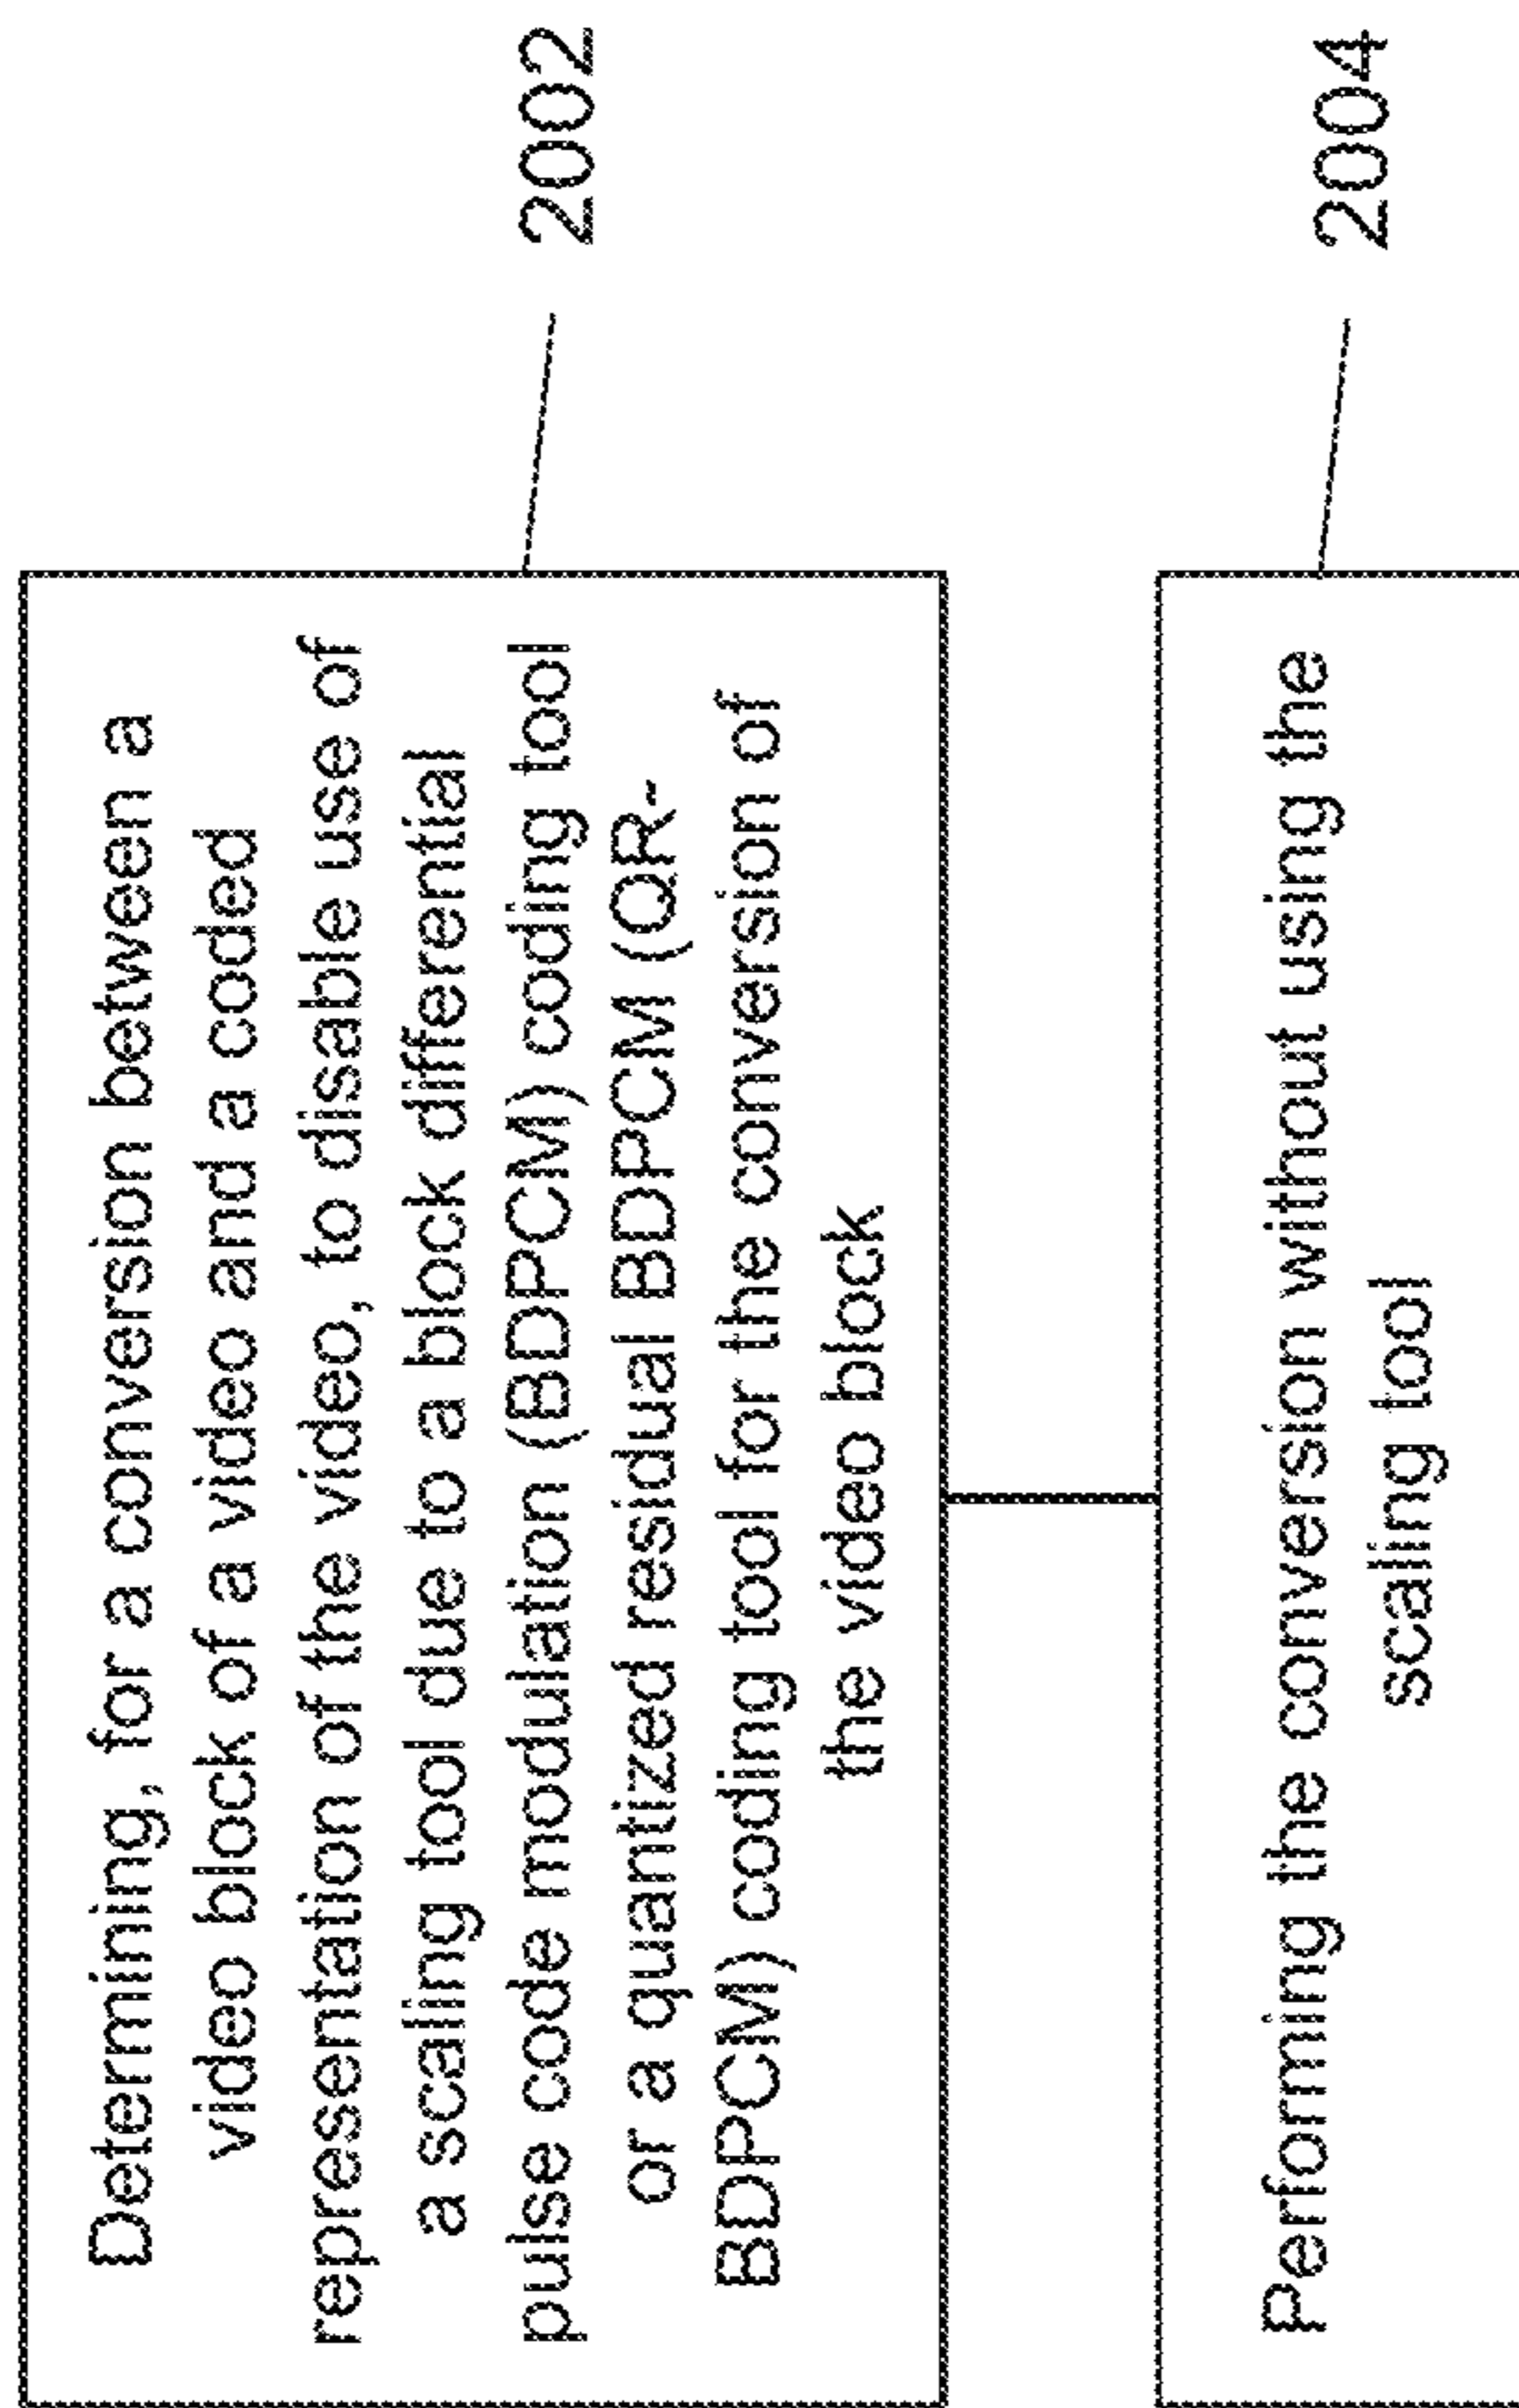 Determining, for a conversion between a
video block of a video and a coded
representation of the video, to disable use of
a scaling tool due to a block differential
pulse code modulation (BDPCM) coding tool
or a quantized residual BDPCM (QR-
BDPCM) coding tool for the conversion of
the video block
2002
Performing the conversion without using the
scaling tool
2004